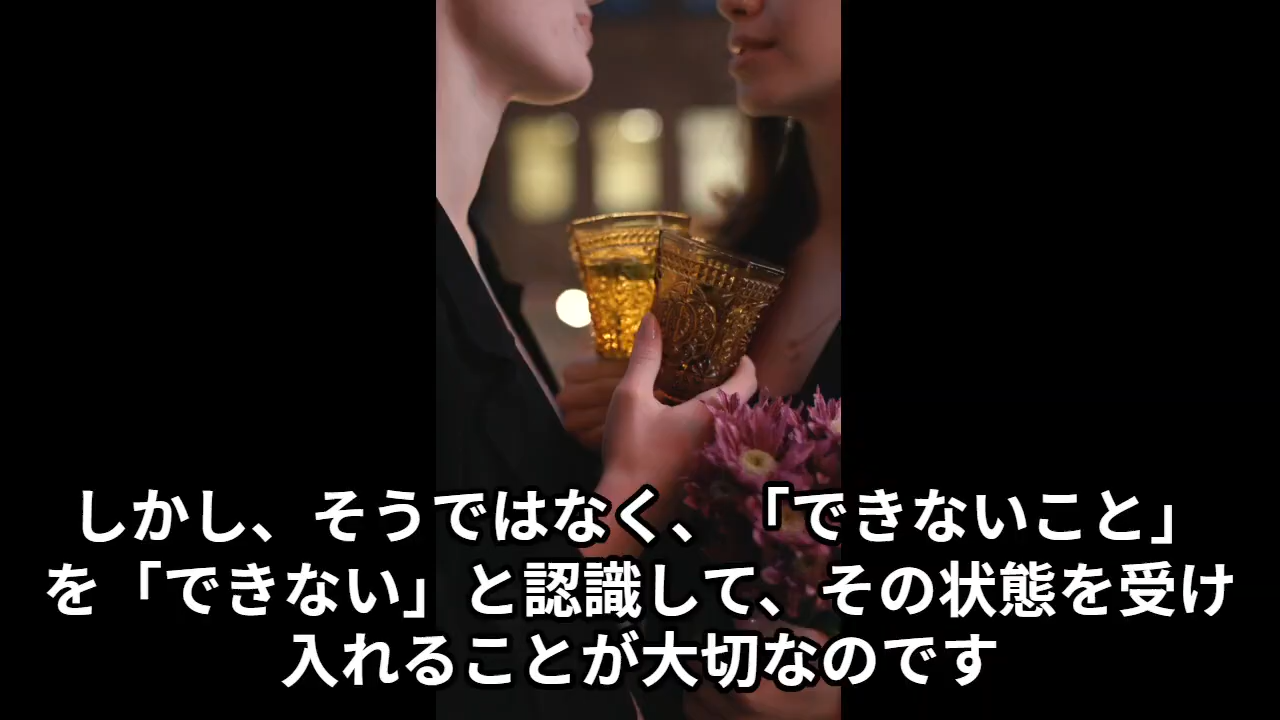 しかし、そうではなく、「できないこと」
を「できない」と認識して、その状態を受け
入れることが大切なのです